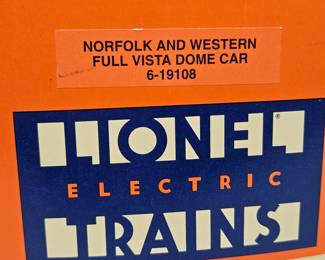 NORFOLK AND WESTERN
FULL VISTA DOME CAR
6-19108
LIONEL®
ELECTRIC
TRAINS